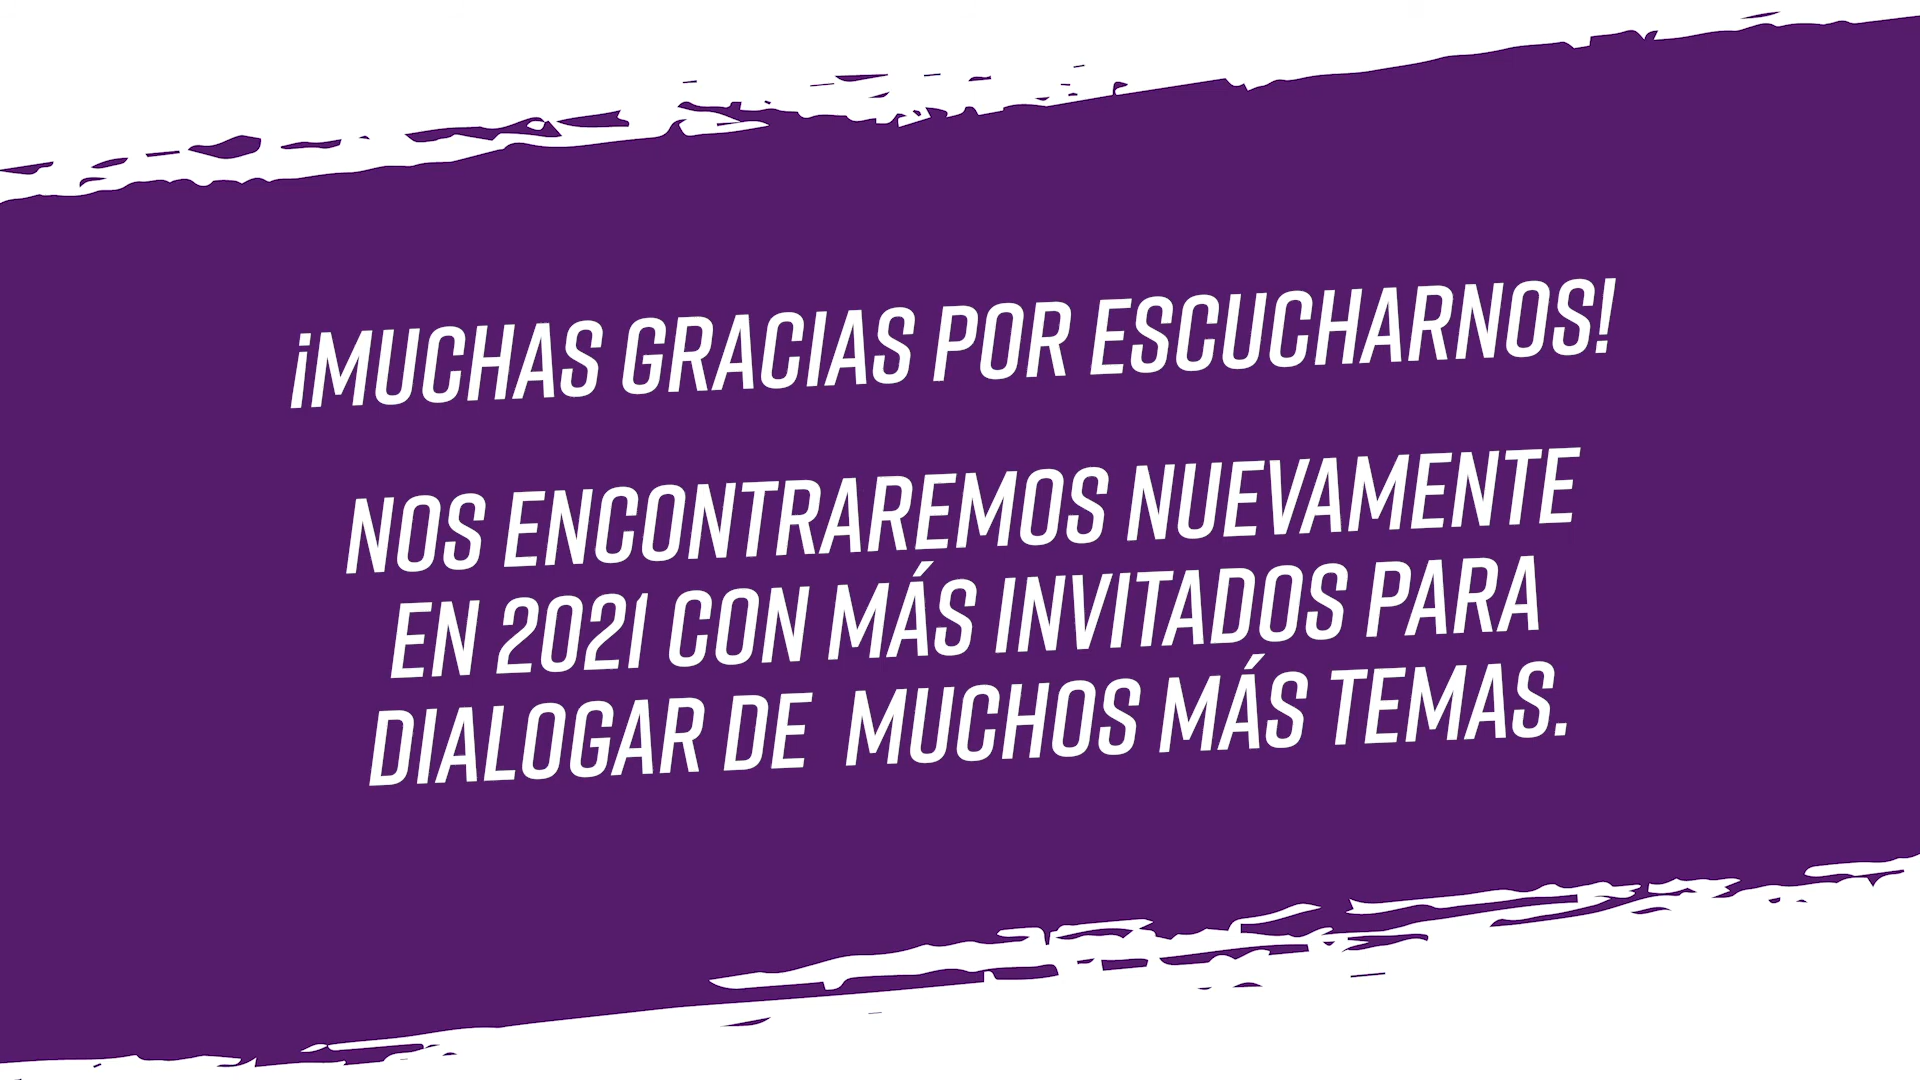 ¡MUCHAS GRACIAS POR ESCUCHARNOS!
NOS ENCONTRAREMOS NUEVAMENTE
EN 2021 CON MÁS INVITADOS PARA
DIALOGAR DE  MUCHOS MÁS TEMAS.